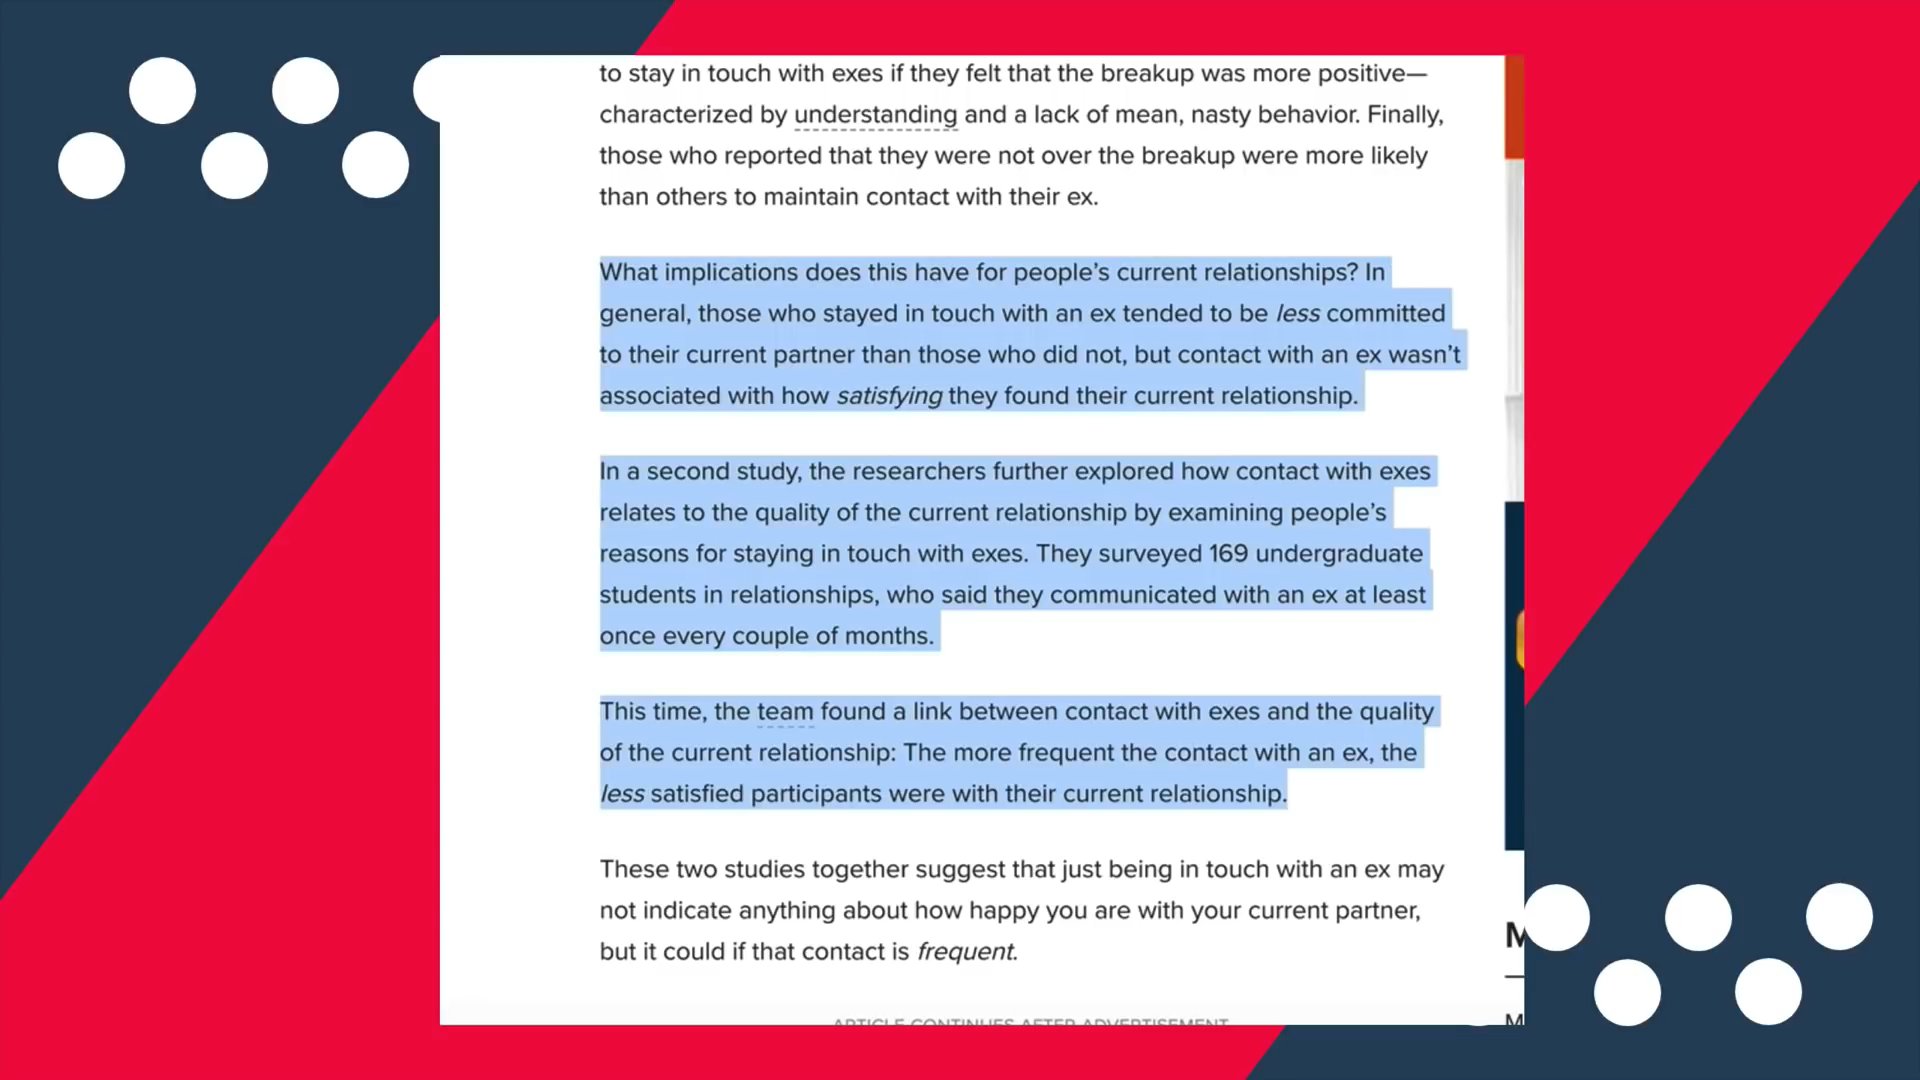 to stay in touch with exes if they felt that the breakup was more positive—
characterized by understanding and a lack of mean, nasty behavior. Finally,
those who reported that they were not over the breakup were more likely
than others to maintain contact with their ex.
What implications does this have for people’s current relationships? In
general, those who stayed in touch with an ex tended to be less committed
to their current partner than those who did not, but contact with an ex wasn’t
associated with how satisfying they found their current relationship.
In a second study, the researchers further explored how contact with exes
relates to the quality of the current relationship by examining people’s
reasons for staying in touch with exes. They surveyed 169 undergraduate
students in relationships, who said they communicated with an ex at least
once every couple of months.
This time, the team found a link between contact with exes and the quality
of the current relationship: The more frequent the contact with an ex, the
less satisfied participants were with their current relationship.
These two studies together suggest that just being in touch with an ex may
not indicate anything about how happy you are with your current partner,
but it could if that contact is frequent.
ARTICLE CONTINUES AFTER ADVERTISEMENT